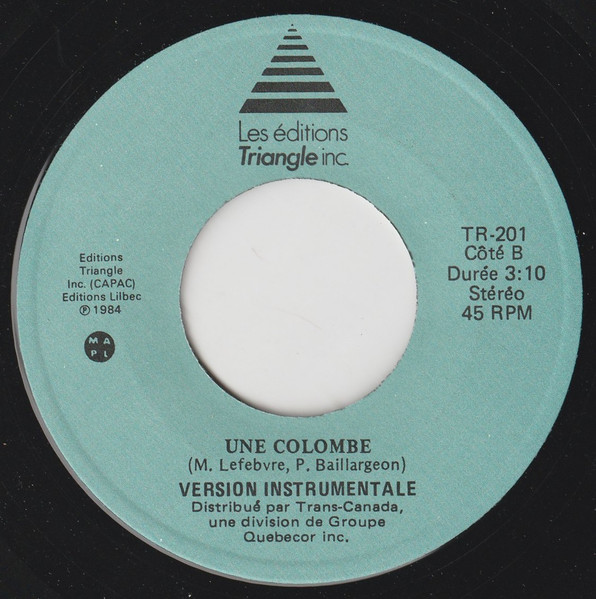 Les éditions
Triangle inc.
Editions
Triangle
Inc. (CAPAC)
Editions Lilbec
℗ 1984
M A
P L
TR-201
Côté B
Durée 3:10
Stéréo
45 RPM
UNE COLOMBE
(M. Lefebvre, P. Baillargeon)
VERSION INSTRUMENTALE
Distribué par Trans-Canada,
une division de Groupe
Quebecor inc.